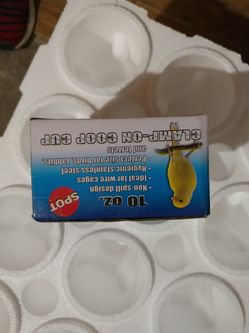 SPOT
10 oz.
Non-spill design
- Ideal for wire cages
- Hygienic stainless steel
- Perfect size for birds, rabbits
and ferrets
CLAMP-ON COOP CUP